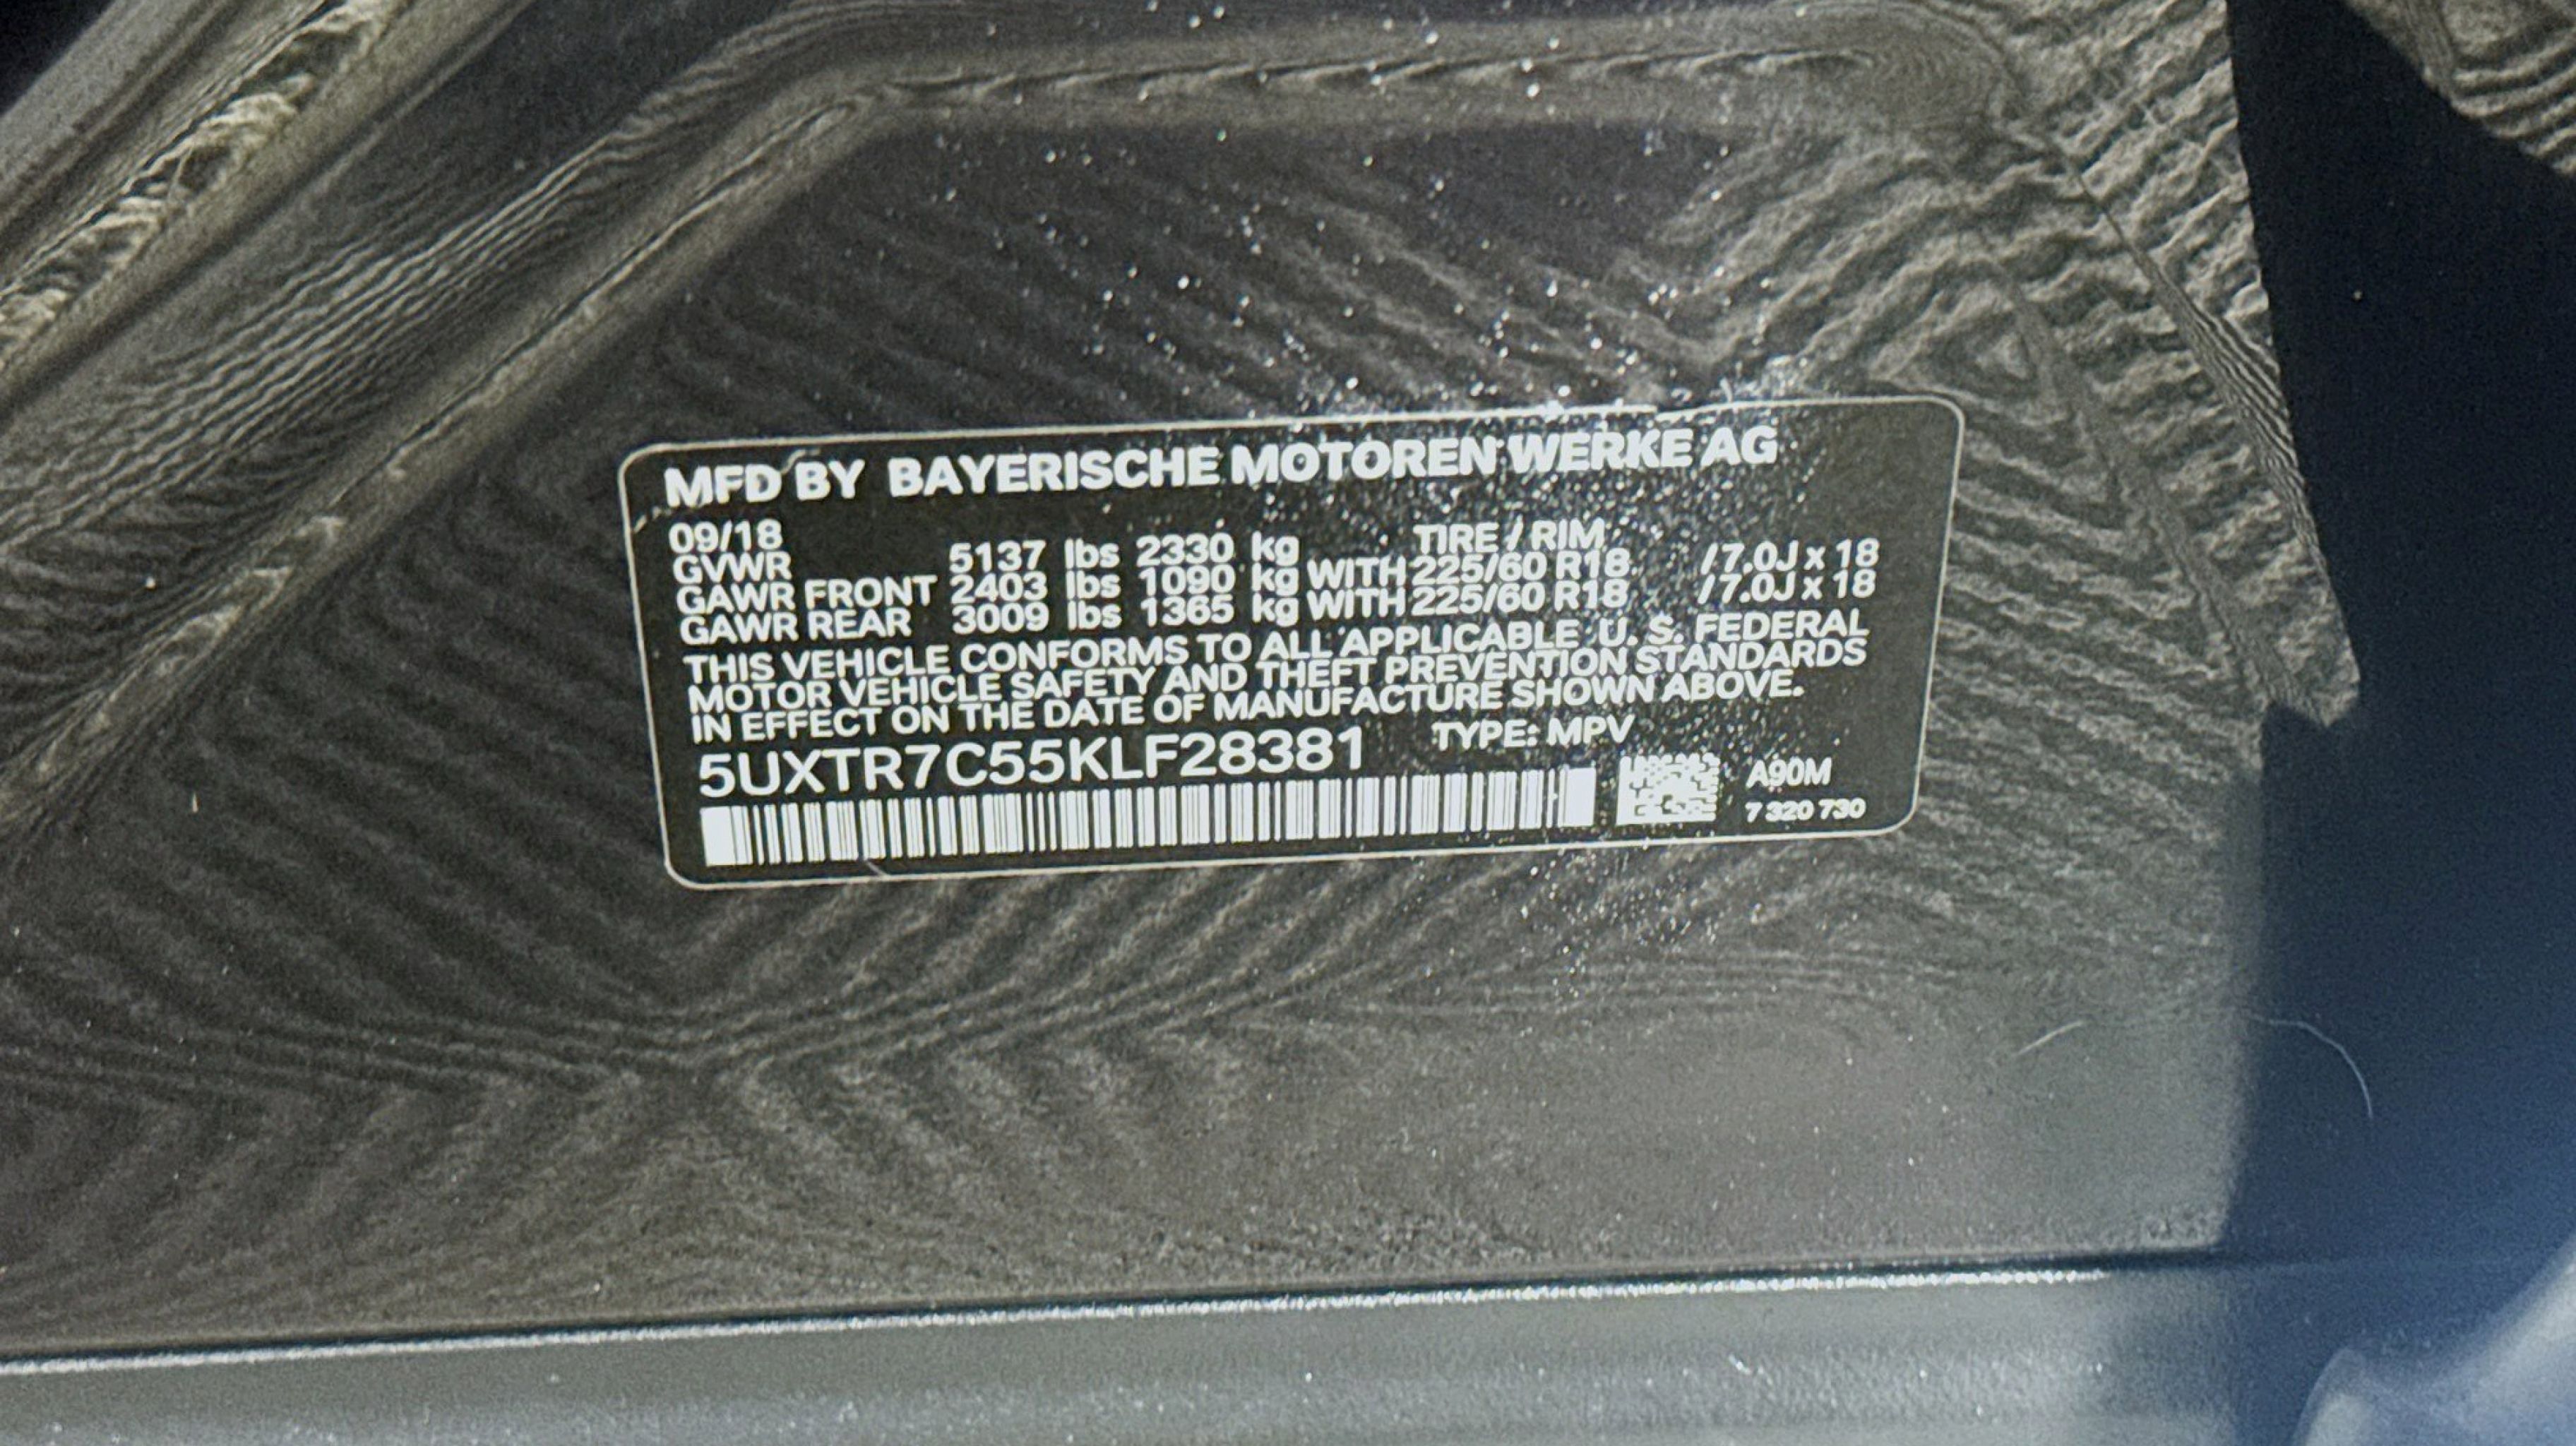 MFD BY BAYERISCHE MOTOREN WERKE AG
09/18 TIRE / RIM
GVWR 5137 lbs 2330 kg
GAWR FRONT 2403 lbs 1090 kg WITH 225/60 R18 /7.0J x 18
GAWR REAR 3009 lbs 1365 kg WITH 225/60 R18 /7.0J x 18
THIS VEHICLE CONFORMS TO ALL APPLICABLE U. S. FEDERAL
MOTOR VEHICLE SAFETY AND THEFT PREVENTION STANDARDS
IN EFFECT ON THE DATE OF MANUFACTURE SHOWN ABOVE.
5UXTR7C55KLF28381 TYPE: MPV
A90M
7 320 730